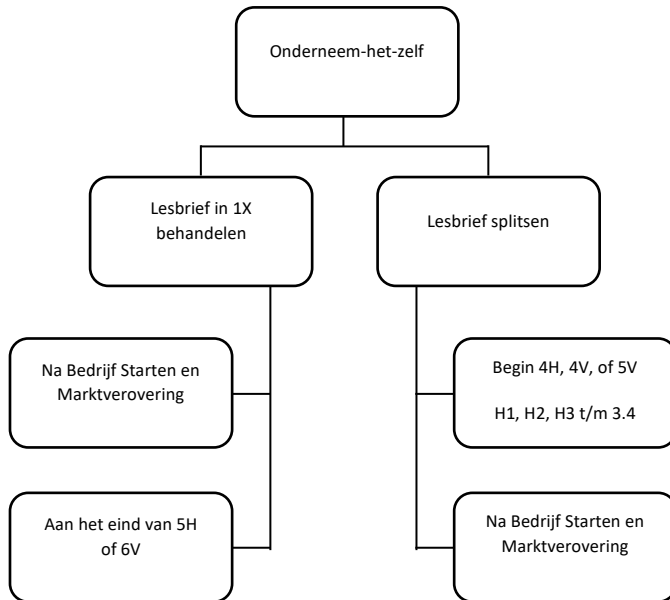 Onderneem-het-zelf
Lesbrief in 1X
behandelen
Lesbrief splitsen
Na Bedrijf Starten en
Marktverovering
Begin 4H, 4V, of 5V
H1, H2, H3 t/m 3.4
Aan het eind van 5H
of 6V
Na Bedrijf Starten en
Marktverovering